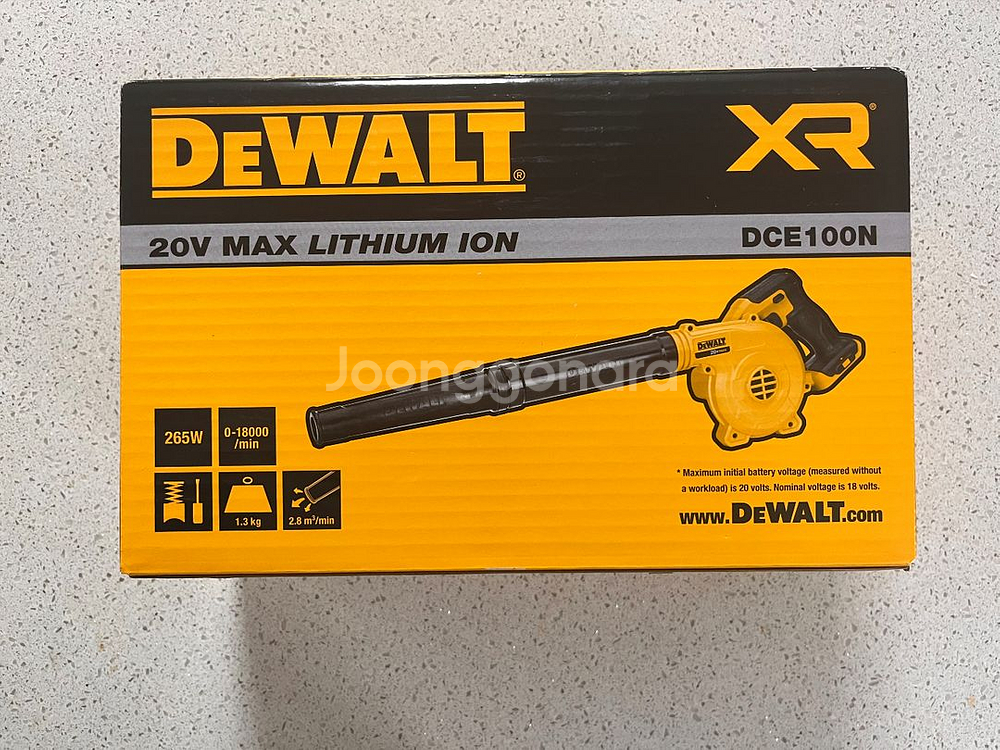 DEWALT®
XR®
20V MAX LITHIUM ION
DCE100N
DEWALT
Joonggonara
DEWALT
265W
0-18000
/min
1.3 kg
2.8 m³/min
* Maximum initial battery voltage (measured without
a workload) is 20 volts. Nominal voltage is 18 volts.
www.DEWALT.com